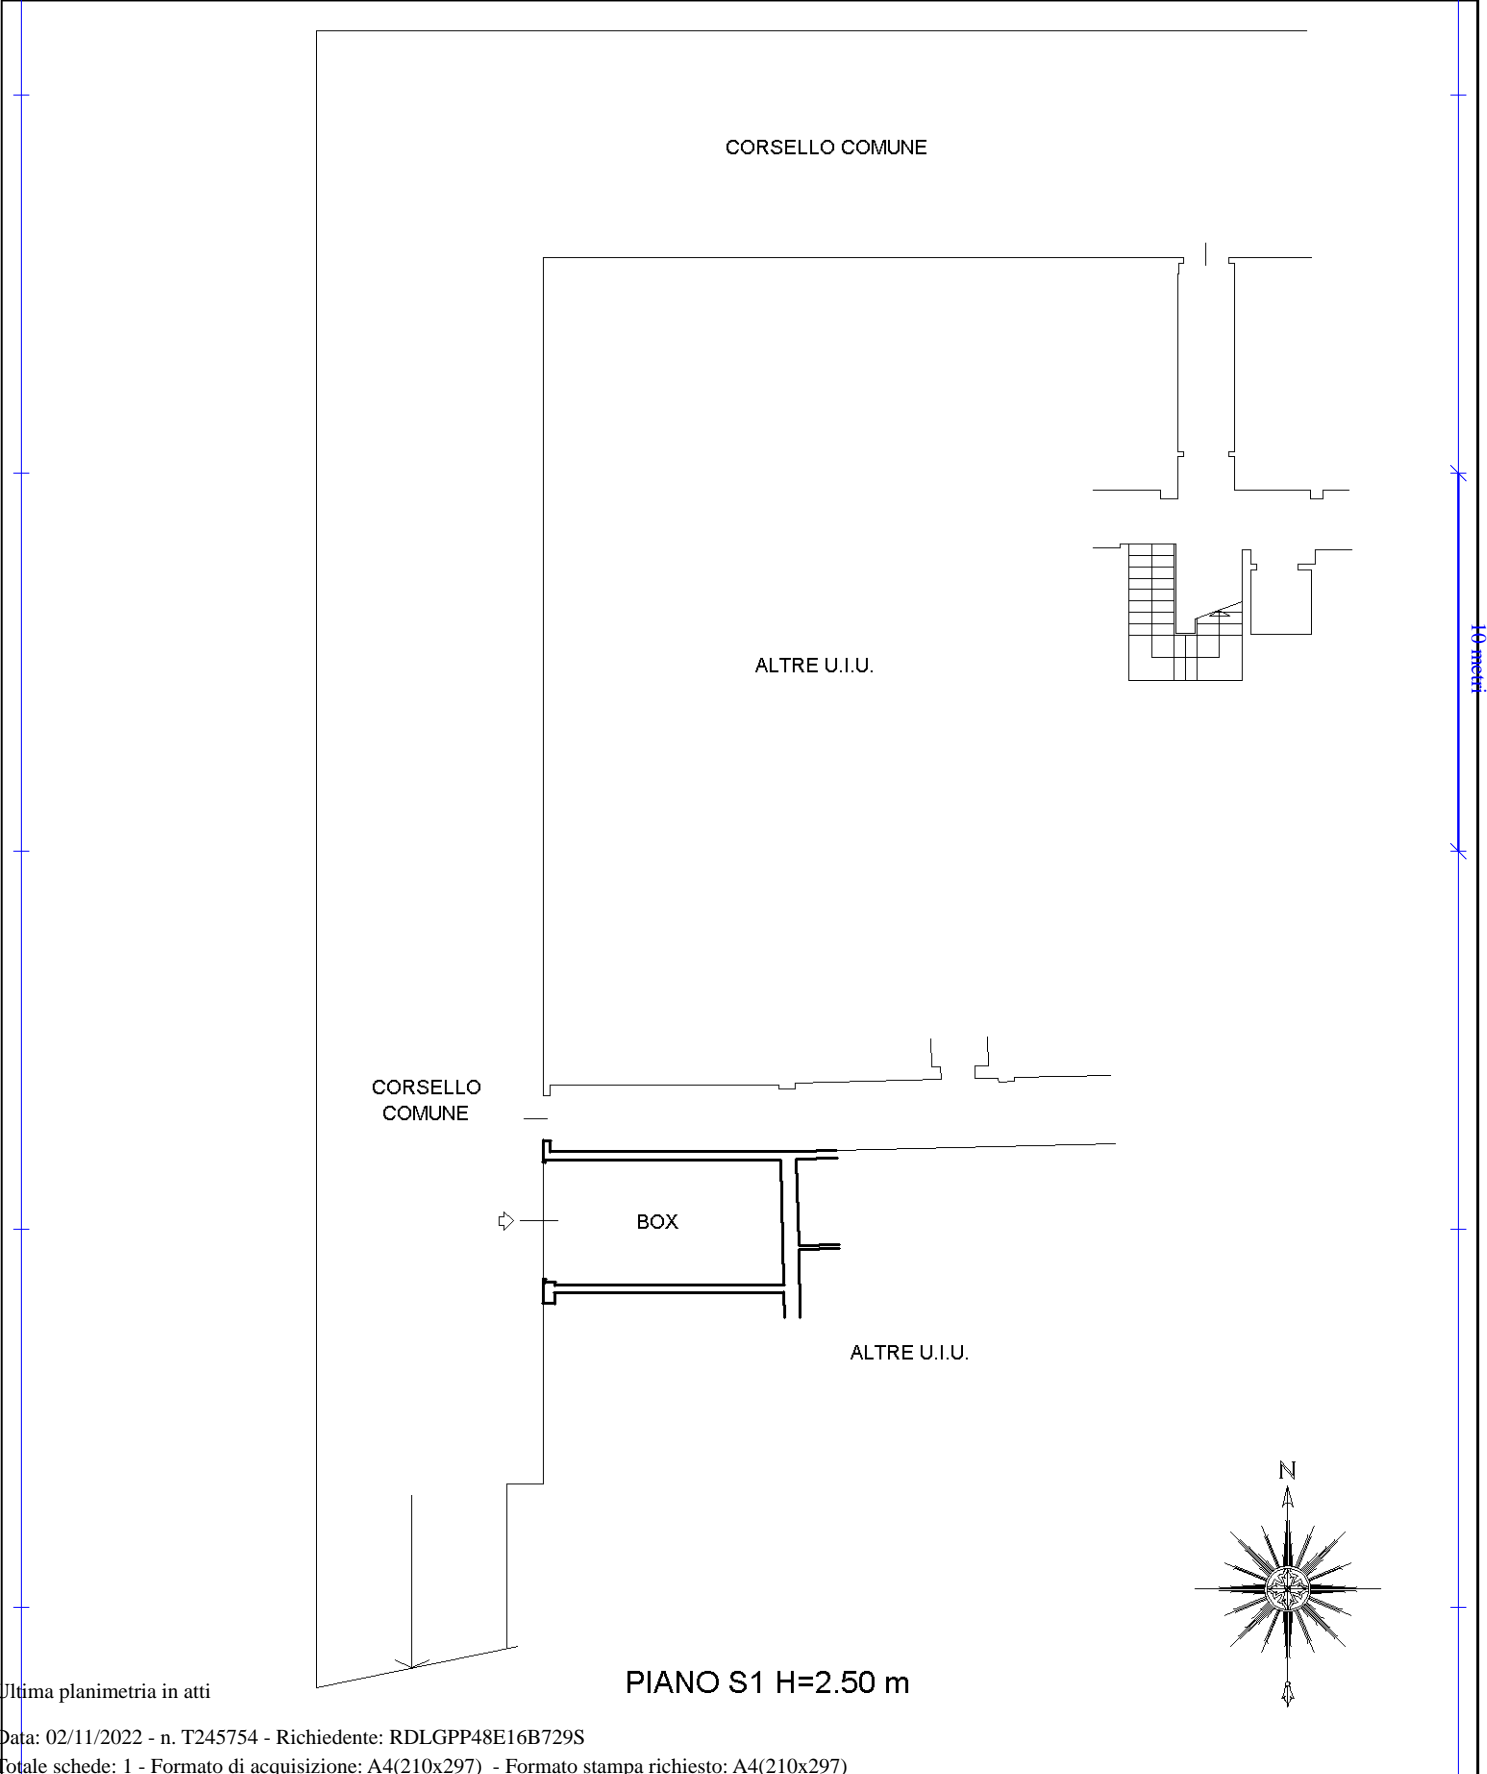 CORSELLO COMUNE
ALTRE U.I.U.
10 metri
CORSELLO
COMUNE
BOX
ALTRE U.I.U.
N
PIANO S1 H=2.50 m
Ultima planimetria in atti
Data: 02/11/2022 - n. T245754 - Richiedente: RDLGPP48E16B729S
Totale schede: 1 - Formato di acquisizione: A4(210x297) - Formato stampa richiesto: A4(210x297)